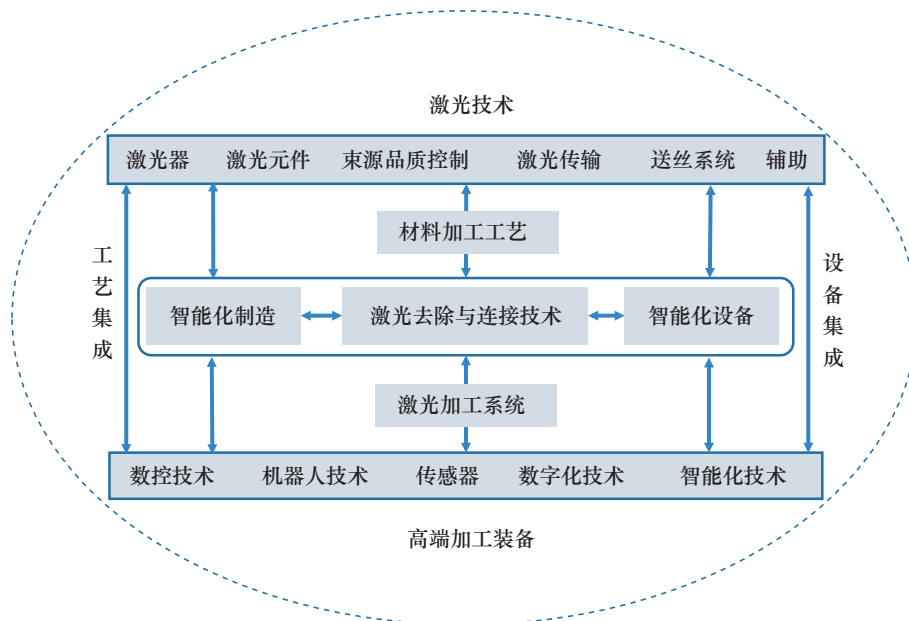 激光技术
激光器 激光元件 束源品质控制 激光传输 送丝系统 辅助
材料加工工艺
工艺集成
设备集成
智能化制造 激光去除与连接技术 智能化设备
激光加工系统
数控技术 机器人技术 传感器 数字化技术 智能化技术
高端加工装备